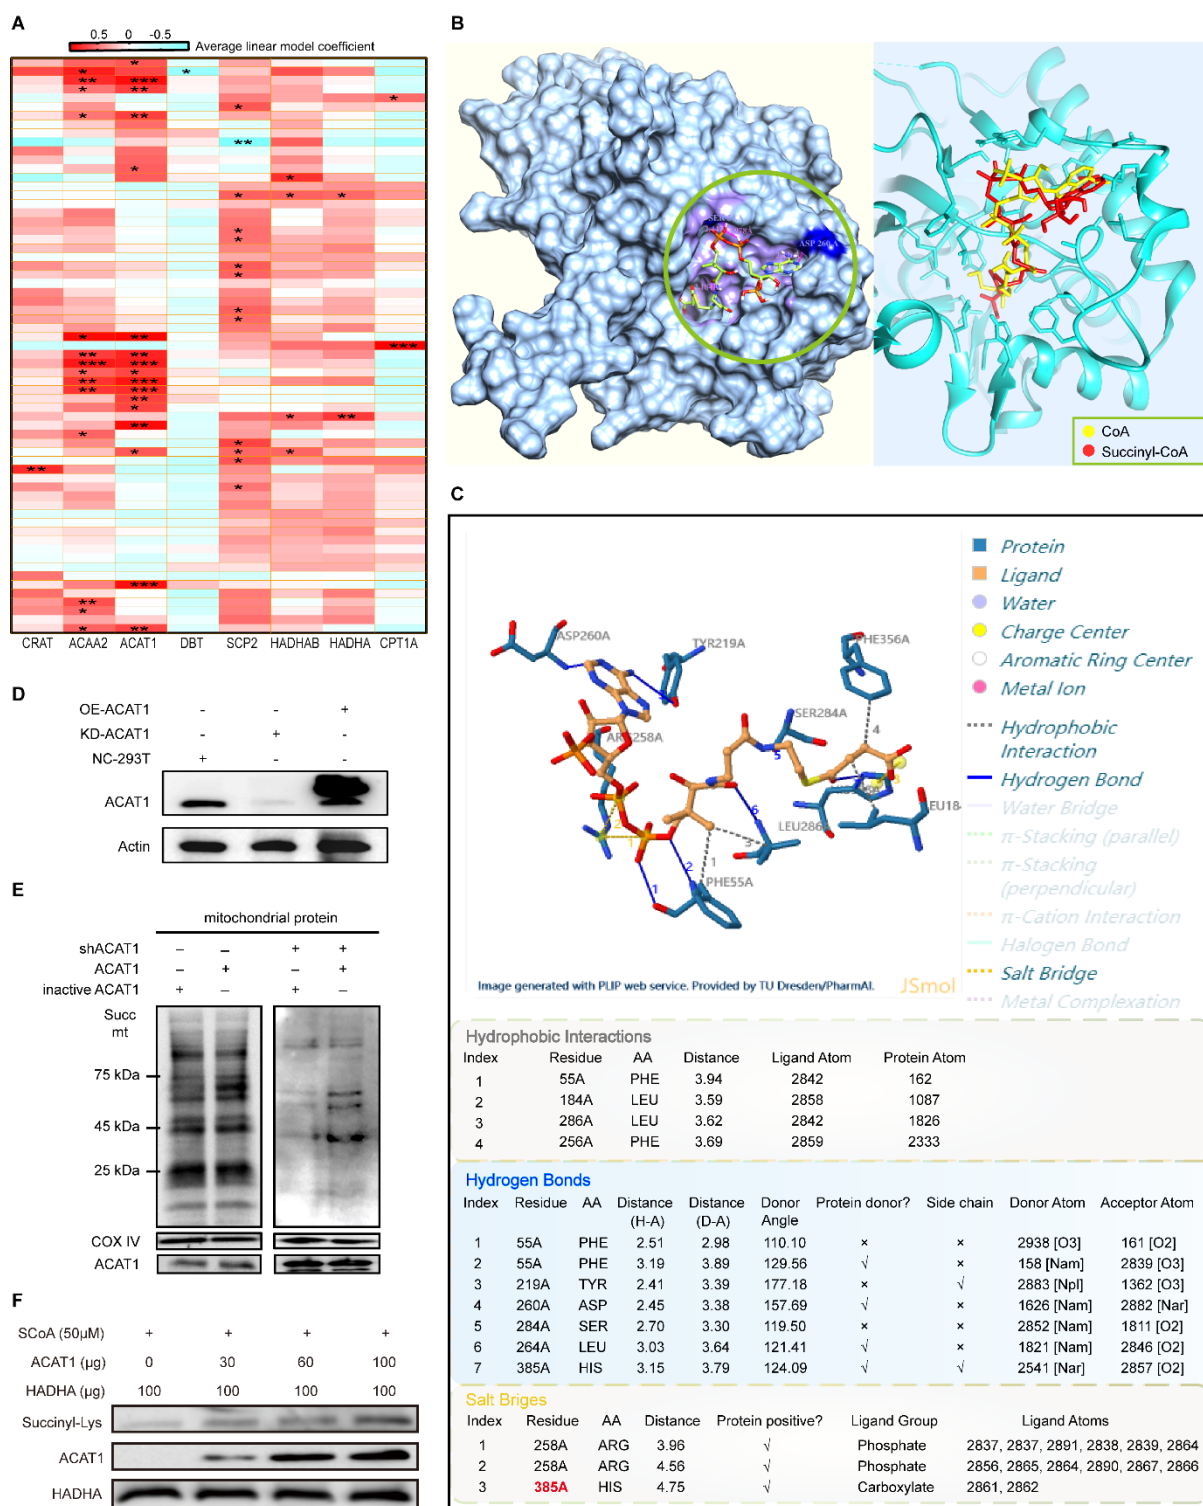 A
0.5 0 -0.5
Average linear model coefficient
CRAT ACAA2 ACAT1 DBT SCP2 HADHAB HADHA CPT1A
B
ASP 260 A
CoA
Succinyl-CoA
C
ASP260A
TYR219A
PHE356A
SER284A
LEU286A
PHE55A
Protein
Ligand
Water
Charge Center
Aromatic Ring Center
Metal Ion
Hydrophobic
Interaction
Hydrogen Bond
Water Bridge
π-Stacking (parallel)
π-Stacking
(perpendicular)
π-Cation Interaction
Halogen Bond
Salt Bridge
Metal Complexation
Image generated with PLIP web service. Provided by TU Dresden/PharmAI.
JSmol
Hydrophobic Interactions
Index Residue AA Distance Ligand Atom Protein Atom
1 55A PHE 3.94 2842 162
2 184A LEU 3.59 2858 1087
3 286A LEU 3.62 2842 1826
4 256A PHE 3.69 2859 2333
Hydrogen Bonds
Index Residue AA Distance Distance Donor Protein donor? Side chain Donor Atom Acceptor Atom
(H-A) (D-A) Angle
1 55A PHE 2.51 2.98 110.10 × × 2938 [O3] 161 [O2]
2 55A PHE 3.19 3.89 129.56 √ × 158 [Nam] 2839 [O3]
3 219A TYR 2.41 3.39 177.18 × √ 2883 [Npl] 1362 [O3]
4 260A ASP 2.45 3.38 157.69 √ × 1626 [Nam] 2882 [Nar]
5 284A SER 2.70 3.30 119.50 × × 2852 [Nam] 1811 [O2]
6 264A LEU 3.03 3.64 121.41 √ × 1821 [Nam] 2846 [O2]
7 385A HIS 3.15 3.79 124.09 √ √ 2541 [Nar] 2857 [O2]
Salt Briges
Index Residue AA Distance Protein positive? Ligand Group Ligand Atoms
1 258A ARG 3.96 √ Phosphate 2837, 2837, 2891, 2838, 2839, 2864
2 258A ARG 4.56 √ Phosphate 2856, 2865, 2864, 2890, 2867, 2866
3 385A HIS 4.75 √ Carboxylate 2861, 2862
D
OE-ACAT1 – – +
KD-ACAT1 – + –
NC-293T + – –
ACAT1
Actin
E
mitochondrial protein
shACAT1 – – + +
ACAT1 – + – +
inactive ACAT1 + – + –
Succ
mt
75 kDa
45 kDa
25 kDa
COX IV
ACAT1
F
SCoA (50μM) + + + +
ACAT1 (μg) 0 30 60 100
HADHA (μg) 100 100 100 100
Succinyl-Lys
ACAT1
HADHA